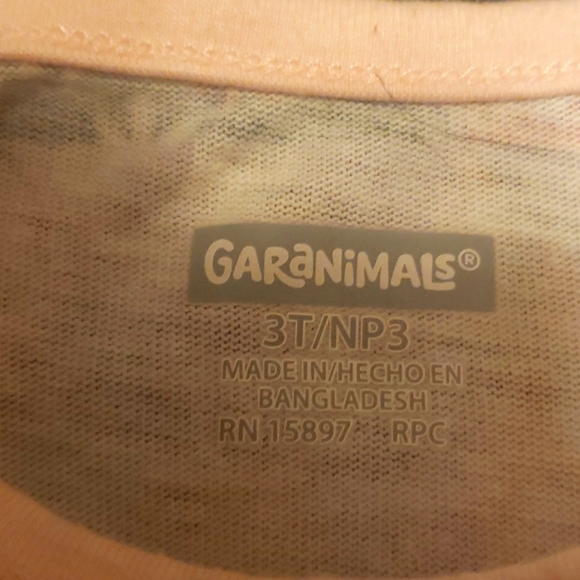 GARANIMALS®
3T/NP3
MADE IN/HECHO EN
BANGLADESH
RN 15897 RPC